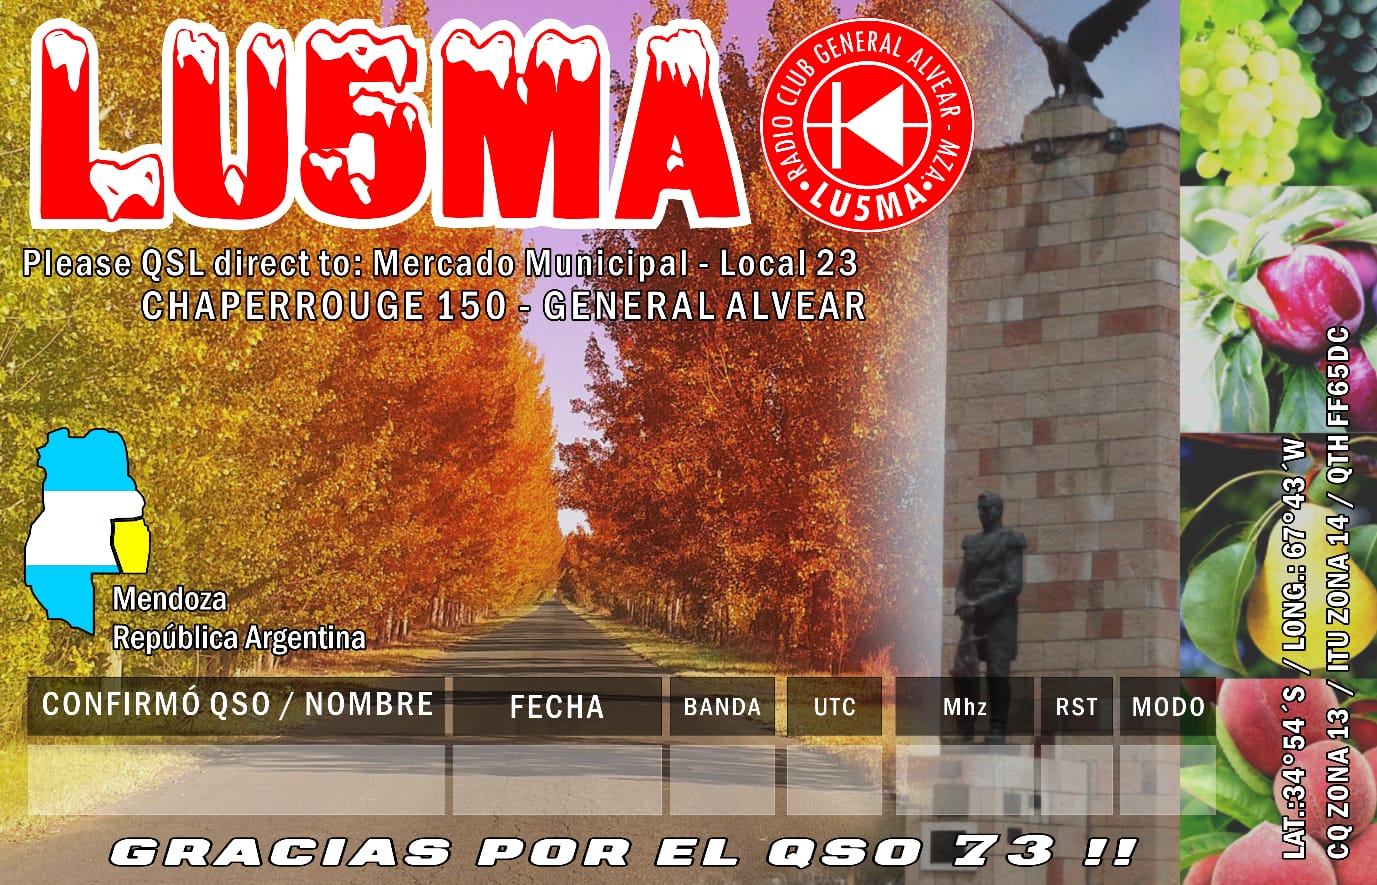 LU5MA
RADIO CLUB GENERAL ALVEAR - MZA.
• LU5MA •
Please QSL direct to: Mercado Municipal - Local 23
CHAPERROUGE 150 - GENERAL ALVEAR
Mendoza
República Argentina
CONFIRMÓ QSO / NOMBRE FECHA BANDA UTC Mhz RST MODO
GRACIAS POR EL QSO 73 !!
LAT.:34°54´S / LONG.: 67°43´W
CQ ZONA 13 / ITU ZONA 14 / QTH FF65DC